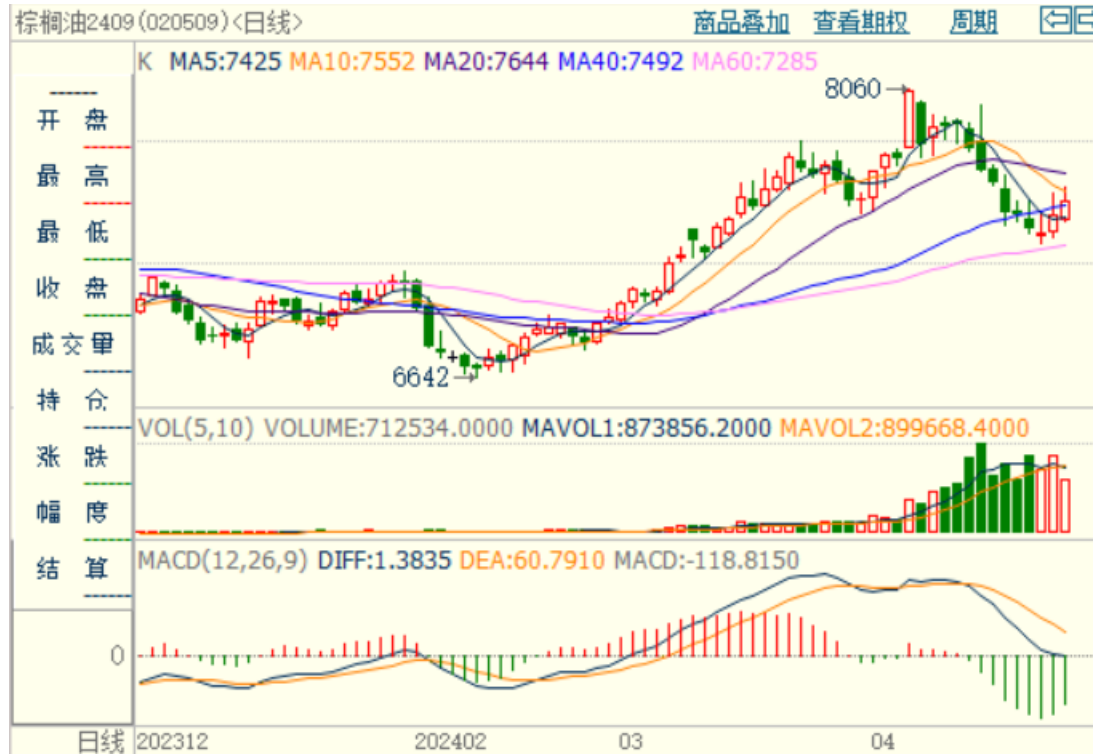 棕榈油2409(020509)<日线> 商品叠加 查看期权 周期
K MA5:7425 MA10:7552 MA20:7644 MA40:7492 MA60:7285
8060
开盘
最高
最低
收盘
成交量
持仓
涨跌
幅度
结算
6642
VOL(5,10) VOLUME:712534.0000 MAVOL1:873856.2000 MAVOL2:899668.4000
MACD(12,26,9) DIFF:1.3835 DEA:60.7910 MACD:-118.8150
0
日线 202312 202402 03 04